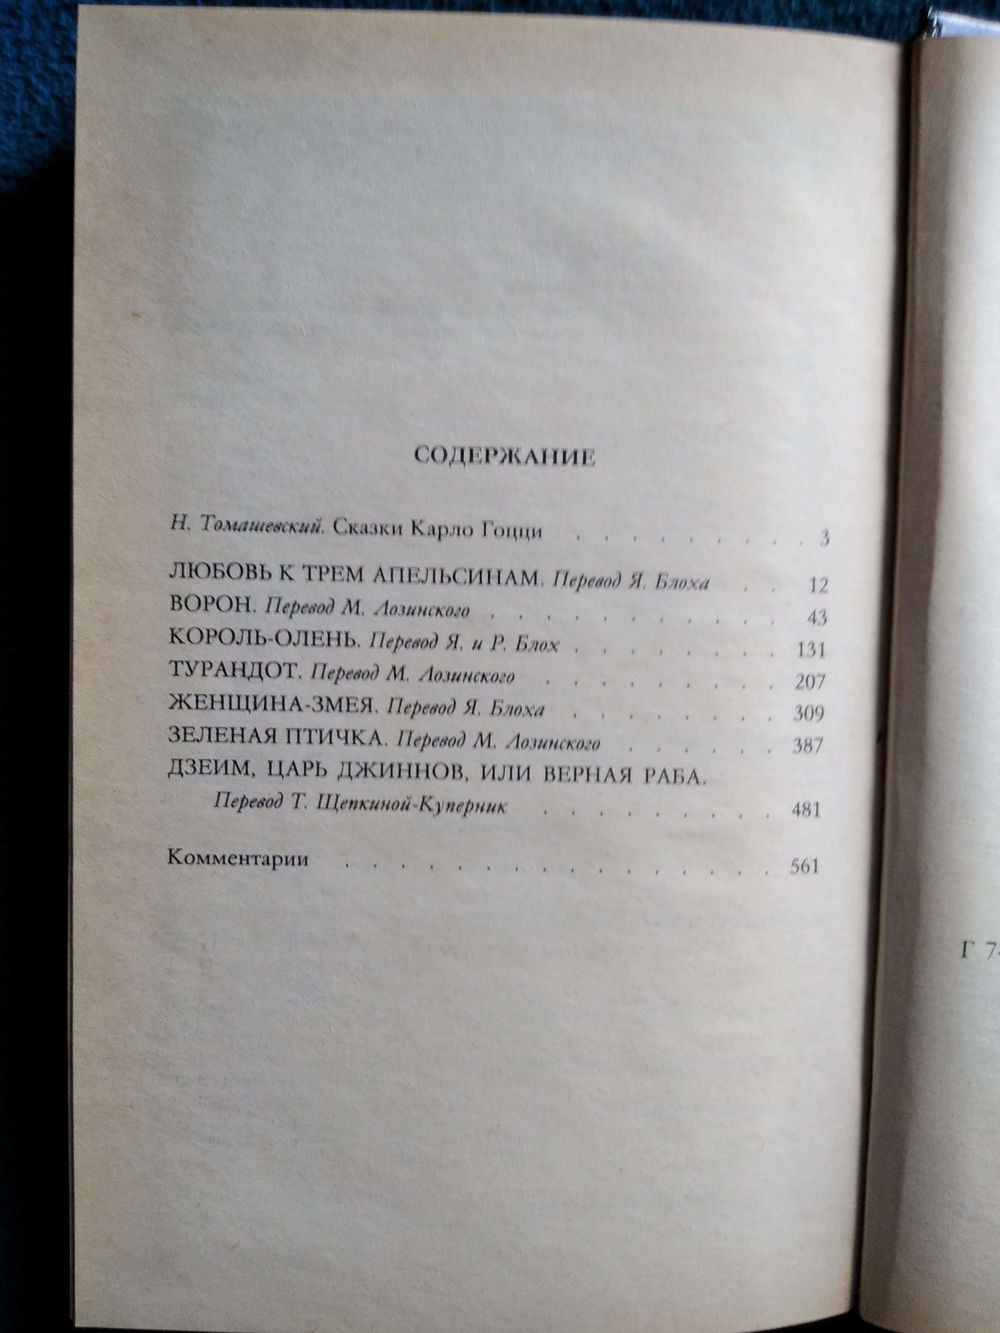 СОДЕРЖАНИЕ
Н. Томашевский. Сказки Карло Гоцци . . . . . . . . . 3
ЛЮБОВЬ К ТРЕМ АПЕЛЬСИНАМ. Перевод Я. Блоха . . 12
ВОРОН. Перевод М. Лозинского . . . . . . . . . . . 43
КОРОЛЬ-ОЛЕНЬ. Перевод Я. и Р. Блох . . . . . . . . 131
ТУРАНДОТ. Перевод М. Лозинского . . . . . . . . . 207
ЖЕНЩИНА-ЗМЕЯ. Перевод Я. Блоха . . . . . . . . 309
ЗЕЛЕНАЯ ПТИЧКА. Перевод М. Лозинского . . . . . . 387
ДЗЕИМ, ЦАРЬ ДЖИННОВ, ИЛИ ВЕРНАЯ РАБА.
Перевод Т. Щепкиной-Куперник . . . . . . . . . 481
Комментарии . . . . . . . . . . . . . . . . 561
Г 74